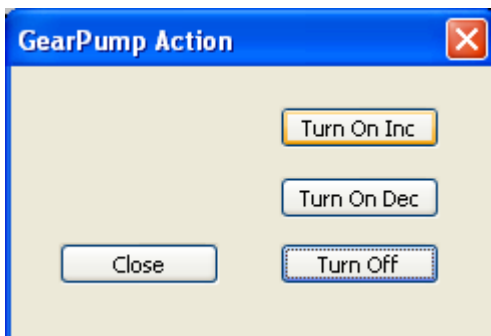 GearPump Action
Turn On Inc
Turn On Dec
Close
Turn Off